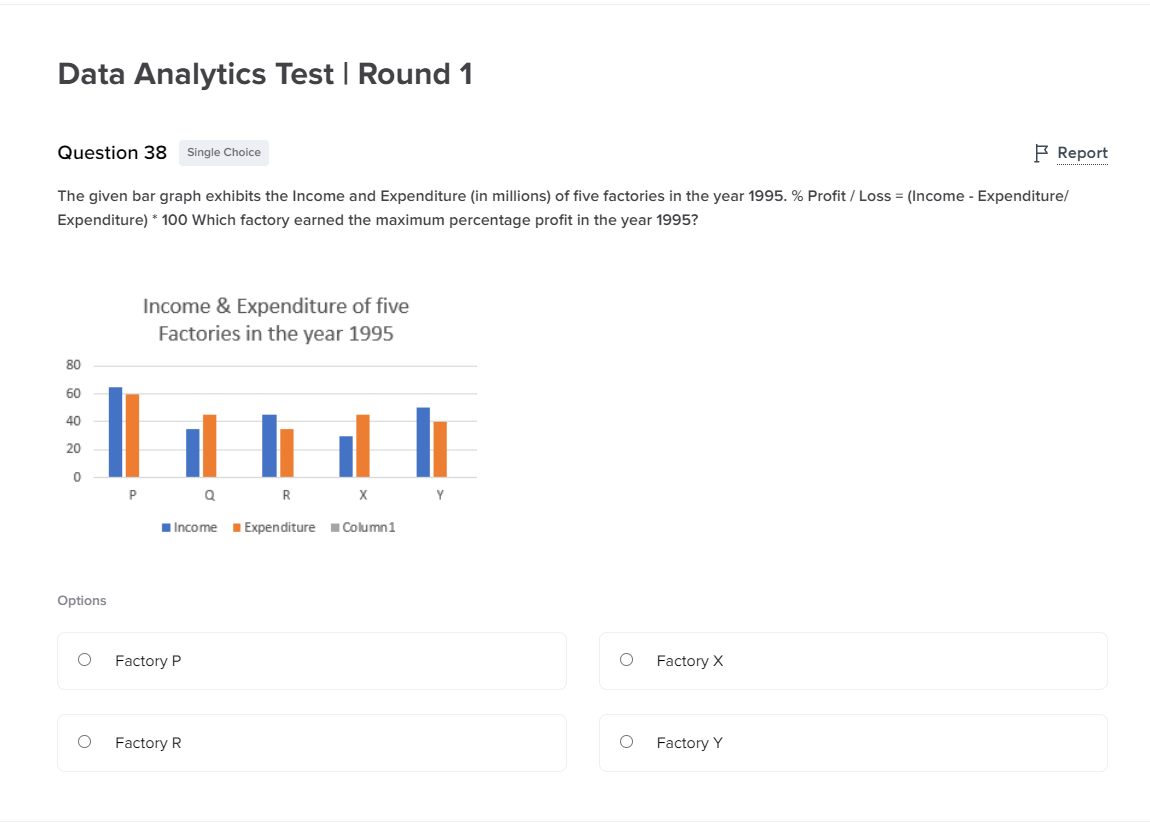 Data Analytics Test | Round 1
Question 38 Single Choice Report
The given bar graph exhibits the Income and Expenditure (in millions) of five factories in the year 1995. % Profit / Loss = (Income - Expenditure/
Expenditure) * 100 Which factory earned the maximum percentage profit in the year 1995?
Income & Expenditure of five
Factories in the year 1995
80
60
40
20
0
P Q R X Y
Income Expenditure Column1
Options
Factory P Factory X
Factory R Factory Y